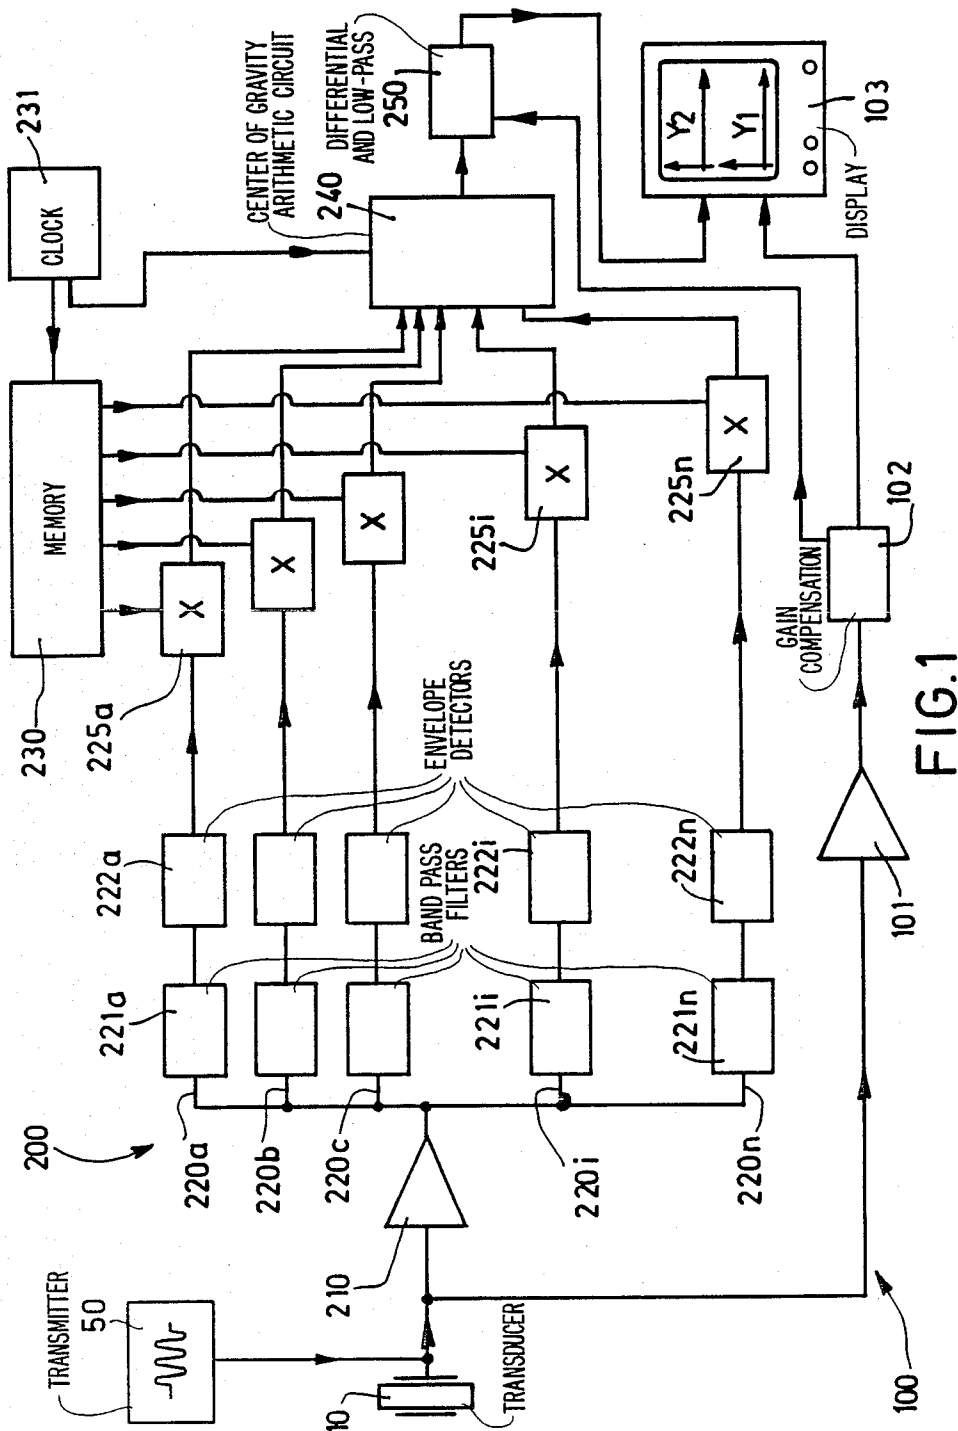 TRANSMITTER
50
10
TRANSDUCER
200
210
220a
220b
220c
220i
220n
100
221a
221i
221n
BAND PASS
FILTERS
222a
222i
222n
ENVELOPE
DETECTORS
101
230
MEMORY
225a
X
X
X
225i
X
225n
X
GAIN
COMPENSATION
102
CLOCK
231
CENTER OF GRAVITY
ARITHMETIC CIRCUIT
240
DIFFERENTIAL
AND LOW-PASS
250
Y2
Y1
103
DISPLAY
FIG.1